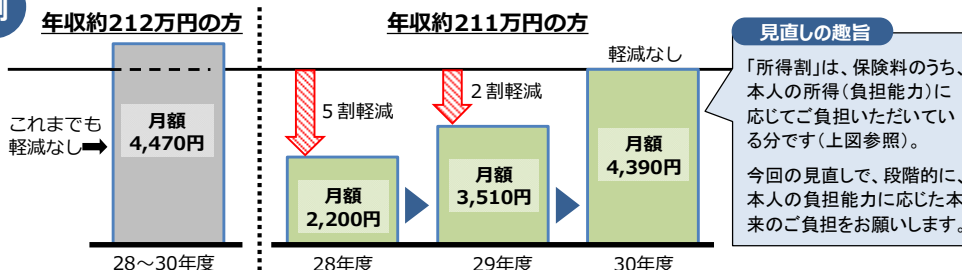 年収約212万円の方
これまでも
軽減なし
月額
4,470円
28～30年度
年収約211万円の方
5割軽減
月額
2,200円
28年度
2割軽減
月額
3,510円
29年度
軽減なし
月額
4,390円
30年度
見直しの趣旨
「所得割」は、保険料のうち、
本人の所得（負担能力）に
応じてご負担いただいてい
る分です（上図参照）。
今回の見直しで、段階的に、
本人の負担能力に応じた本
来のご負担をお願いします。